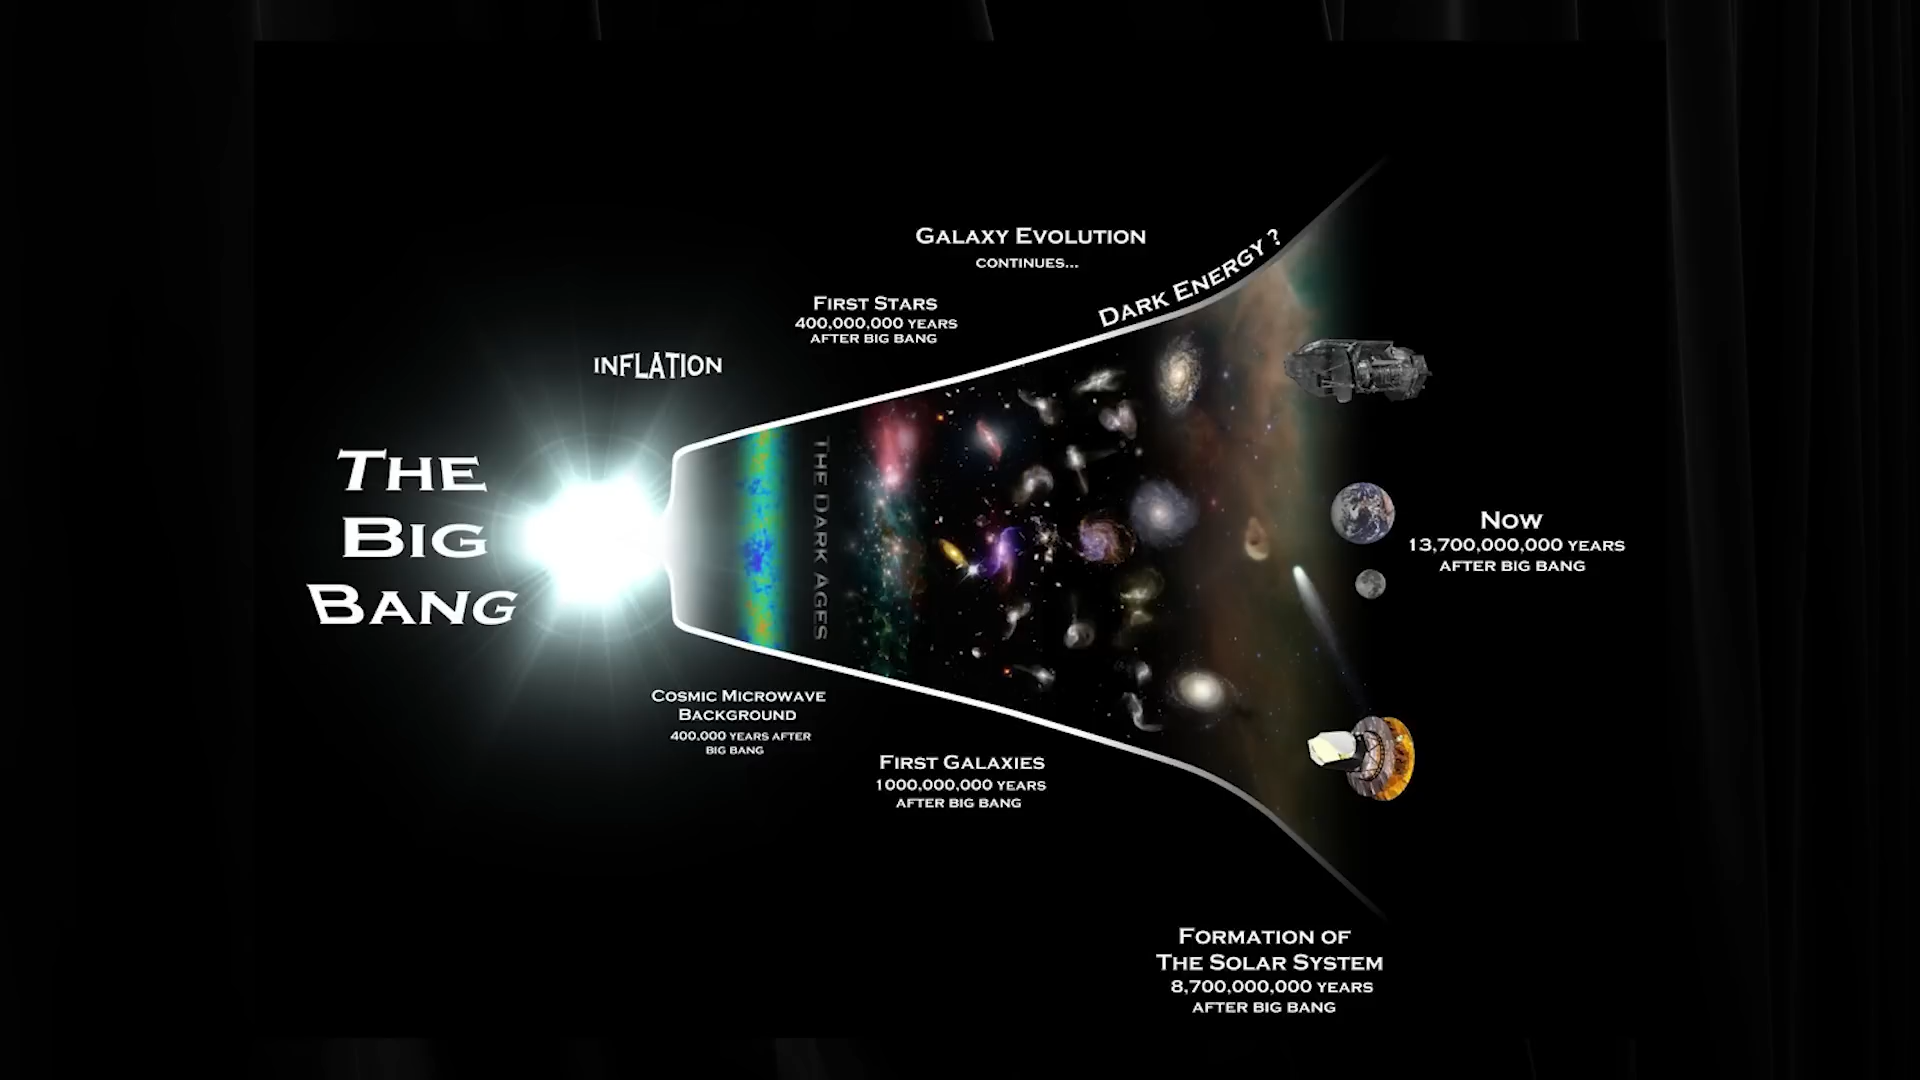 THE
BIG
BANG
INFLATION
COSMIC MICROWAVE
BACKGROUND
400,000 YEARS AFTER
BIG BANG
THE DARK AGES
FIRST STARS
400,000,000 YEARS
AFTER BIG BANG
FIRST GALAXIES
1000,000,000 YEARS
AFTER BIG BANG
GALAXY EVOLUTION
CONTINUES...
DARK ENERGY ?
FORMATION OF
THE SOLAR SYSTEM
8,700,000,000 YEARS
AFTER BIG BANG
NOW
13,700,000,000 YEARS
AFTER BIG BANG